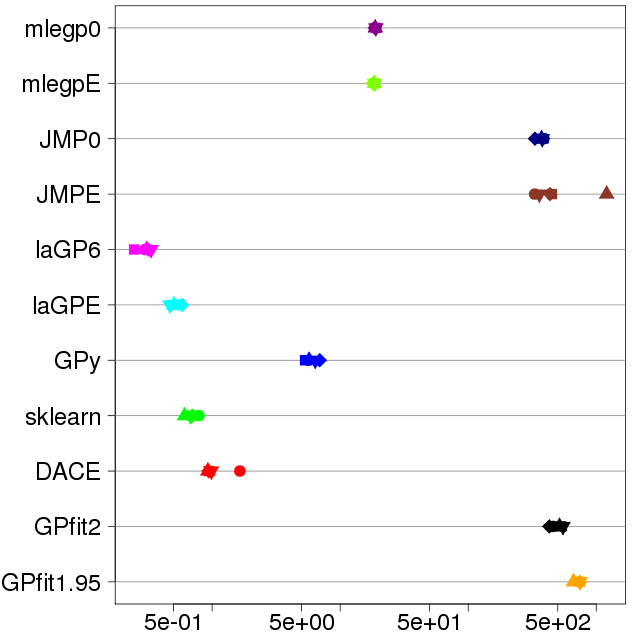 mlegp0
mlegpE
JMP0
JMPE
laGP6
laGPE
GPy
sklearn
DACE
GPfit2
GPfit1.95
5e-01 5e+00 5e+01 5e+02